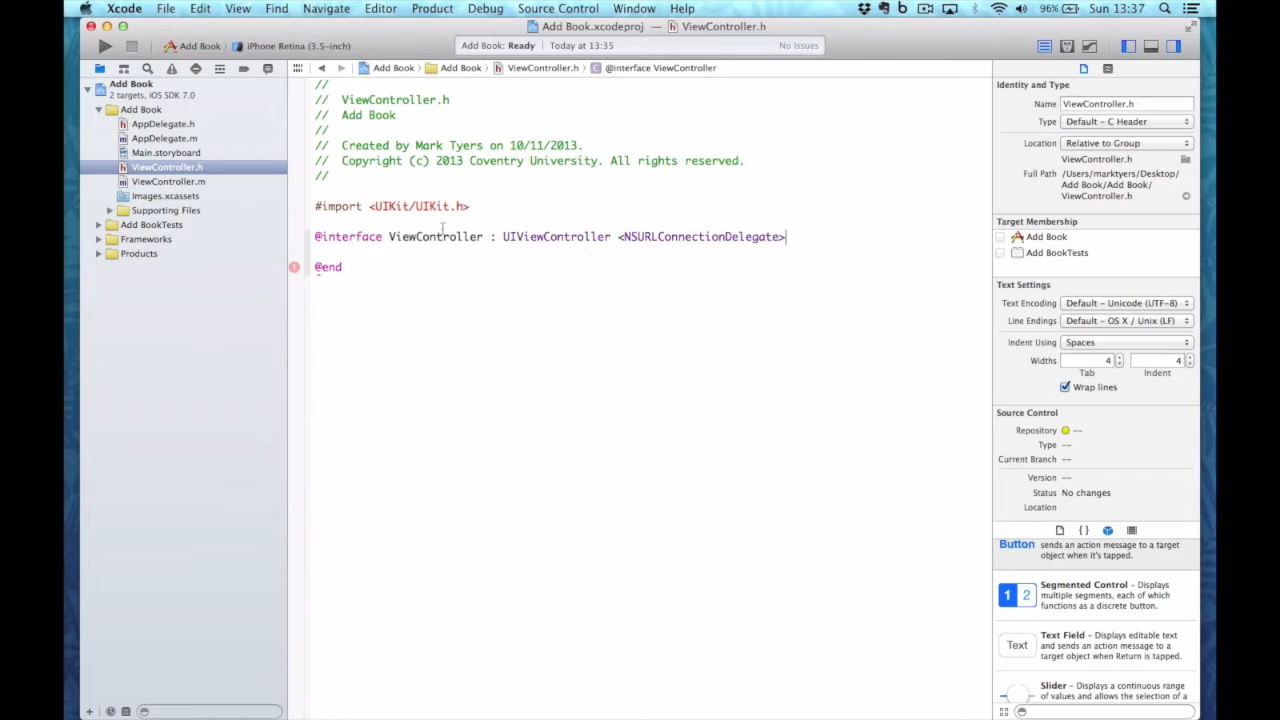 Xcode File Edit View Find Navigate Editor Product Debug Source Control Window Help 96% Sun 13:37
Add Book.xcodeproj — ViewController.h
Add Book iPhone Retina (3.5-inch)
Add Book: Ready Today at 13:35 No Issues
Add Book Add Book ViewController.h @interface ViewController
Add Book
2 targets, iOS SDK 7.0
Add Book
AppDelegate.h
AppDelegate.m
Main.storyboard
ViewController.h
ViewController.m
Images.xcassets
Supporting Files
Add BookTests
Frameworks
Products
//
// ViewController.h
// Add Book
//
// Created by Mark Tyers on 10/11/2013.
// Copyright (c) 2013 Coventry University. All rights reserved.
//
#import <UIKit/UIKit.h>
@interface ViewController : UIViewController <NSURLConnectionDelegate>
@end
Identity and Type
Name ViewController.h
Type Default - C Header
Location Relative to Group
ViewController.h
Full Path /Users/marktyers/Desktop/
Add Book/Add Book/
ViewController.h
Target Membership
Add Book
Add BookTests
Text Settings
Text Encoding Default - Unicode (UTF-8)
Line Endings Default - OS X / Unix (LF)
Indent Using Spaces
Widths 4 4
Tab Indent
Wrap lines
Source Control
Repository --
Type --
Current Branch --
Version --
Status No changes
Location
Button sends an action message to a target
object when it's tapped.
Segmented Control - Displays
multiple segments, each of which
functions as a discrete button.
1 2
Text Field - Displays editable text
and sends an action message to a
target object when Return is tapped.
Text
Slider - Displays a continuous range
of values and allows the selection of a